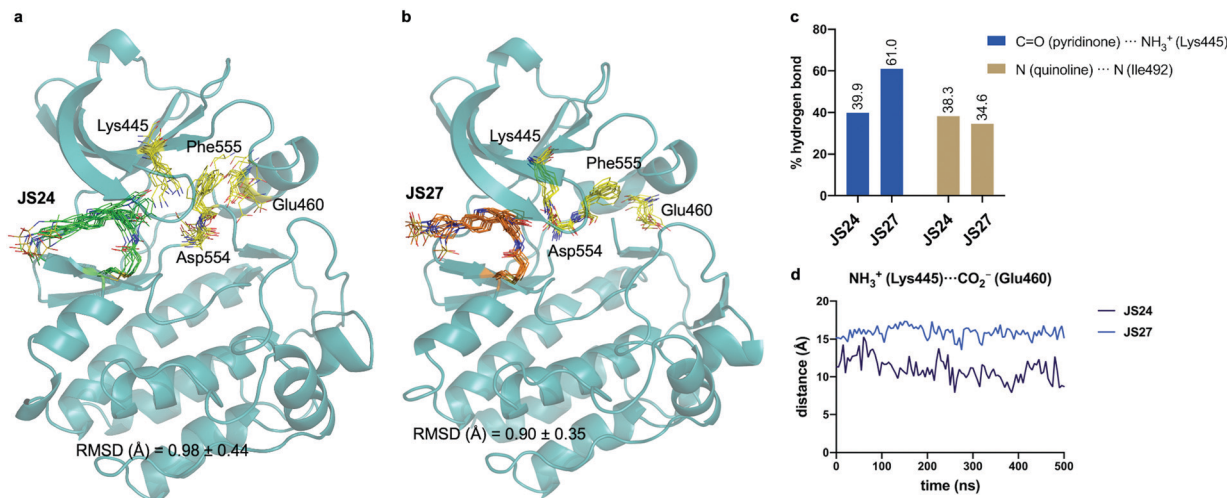 a
Lys445
Phe555
JS24
Glu460
Asp554
RMSD (Å) = 0.98 ± 0.44
b
Lys445
Phe555
JS27
Glu460
Asp554
RMSD (Å) = 0.90 ± 0.35
c
C=O (pyridinone) ··· NH₃⁺ (Lys445)
N (quinoline) ··· N (Ile492)
% hydrogen bond
80
60
40
20
0
39.9
61.0
38.3
34.6
JS24
JS27
JS24
JS27
d
NH₃⁺ (Lys445)···CO₂⁻ (Glu460)
JS24
JS27
distance (Å)
20
15
10
5
0
0
100
200
300
400
500
time (ns)